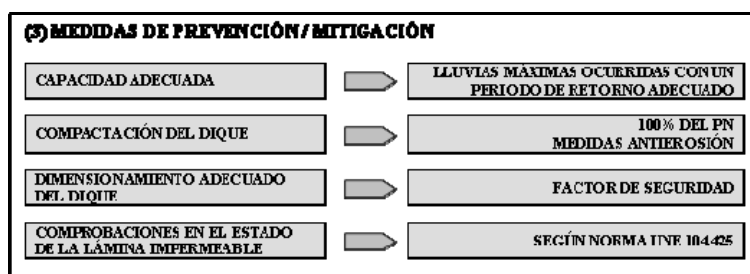 (3) MEDIDAS DE PREVENCIÓN / MITIGACIÓN
CAPACIDAD ADECUADA
LLUVIAS MÁXIMAS OCURRIDAS CON UN
PERIODO DE RETORNO ADECUADO
COMPACTACIÓN DEL DIQUE
100% DEL PN
MEDIDAS ANTIEROSIÓN
DIMENSIONAMIENTO ADECUADO
DEL DIQUE
FACTOR DE SEGURIDAD
COMPROBACIONES EN EL ESTADO
DE LA LÁMINA IMPERMEABLE
SEGÚN NORMA UNE 104425